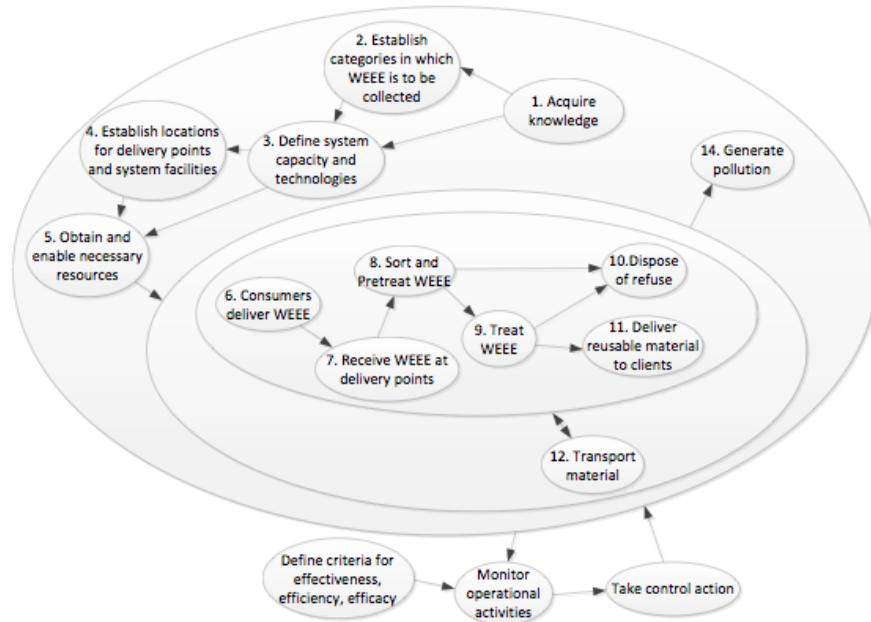 2. Establish
categories in which
WEEE is to be
collected
1. Acquire
knowledge
4. Establish locations
for delivery points
and system facilities
3. Define system
capacity and
technologies
14. Generate
pollution
5. Obtain and
enable necessary
resources
8. Sort and
Pretreat WEEE
10.Dispose
of refuse
6. Consumers
deliver WEEE
9. Treat
WEEE
11. Deliver
reusable material
to clients
7. Receive WEEE at
delivery points
12. Transport
material
Define criteria for
effectiveness,
efficiency, efficacy
Monitor
operational
activities
Take control action